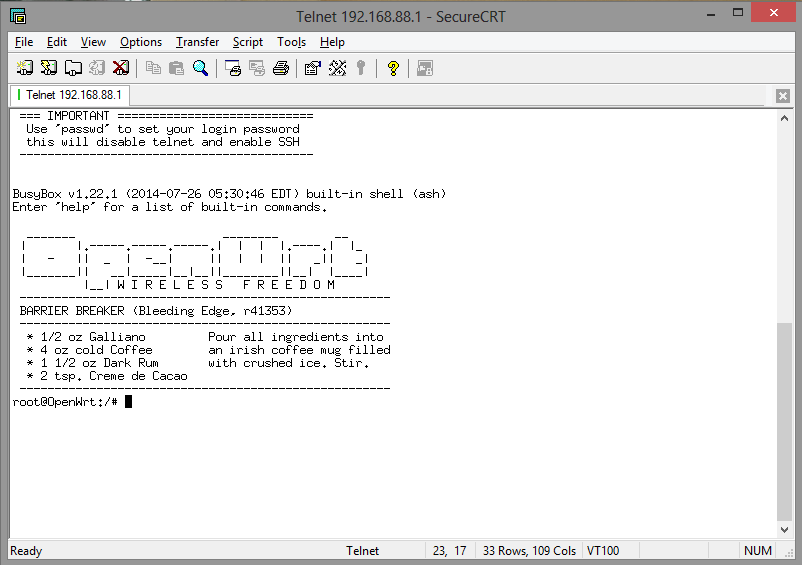 Telnet 192.168.88.1 - SecureCRT
File Edit View Options Transfer Script Tools Help
Telnet 192.168.88.1
=== IMPORTANT ============================
Use 'passwd' to set your login password
this will disable telnet and enable SSH
------------------------------------------
BusyBox v1.22.1 (2014-07-26 05:30:46 EDT) built-in shell (ash)
Enter 'help' for a list of built-in commands.
  _______                     ________        __
 |       |.-----.-----.-----.|  |  |  |.----.|  |_
 |   -   ||  _  |  -__|     ||  |  |  ||   _||   _|
 |_______||   __|_____|__|__||________||__|  |____|
          |__| W I R E L E S S   F R E E D O M
-----------------------------------------------------
BARRIER BREAKER (Bleeding Edge, r41353)
-----------------------------------------------------
* 1/2 oz Galliano         Pour all ingredients into
* 4 oz cold Coffee        an irish coffee mug filled
* 1 1/2 oz Dark Rum       with crushed ice. Stir.
* 2 tsp. Creme de Cacao
-----------------------------------------------------
root@OpenWrt:/#
Ready Telnet 23, 17 33 Rows, 109 Cols VT100 NUM